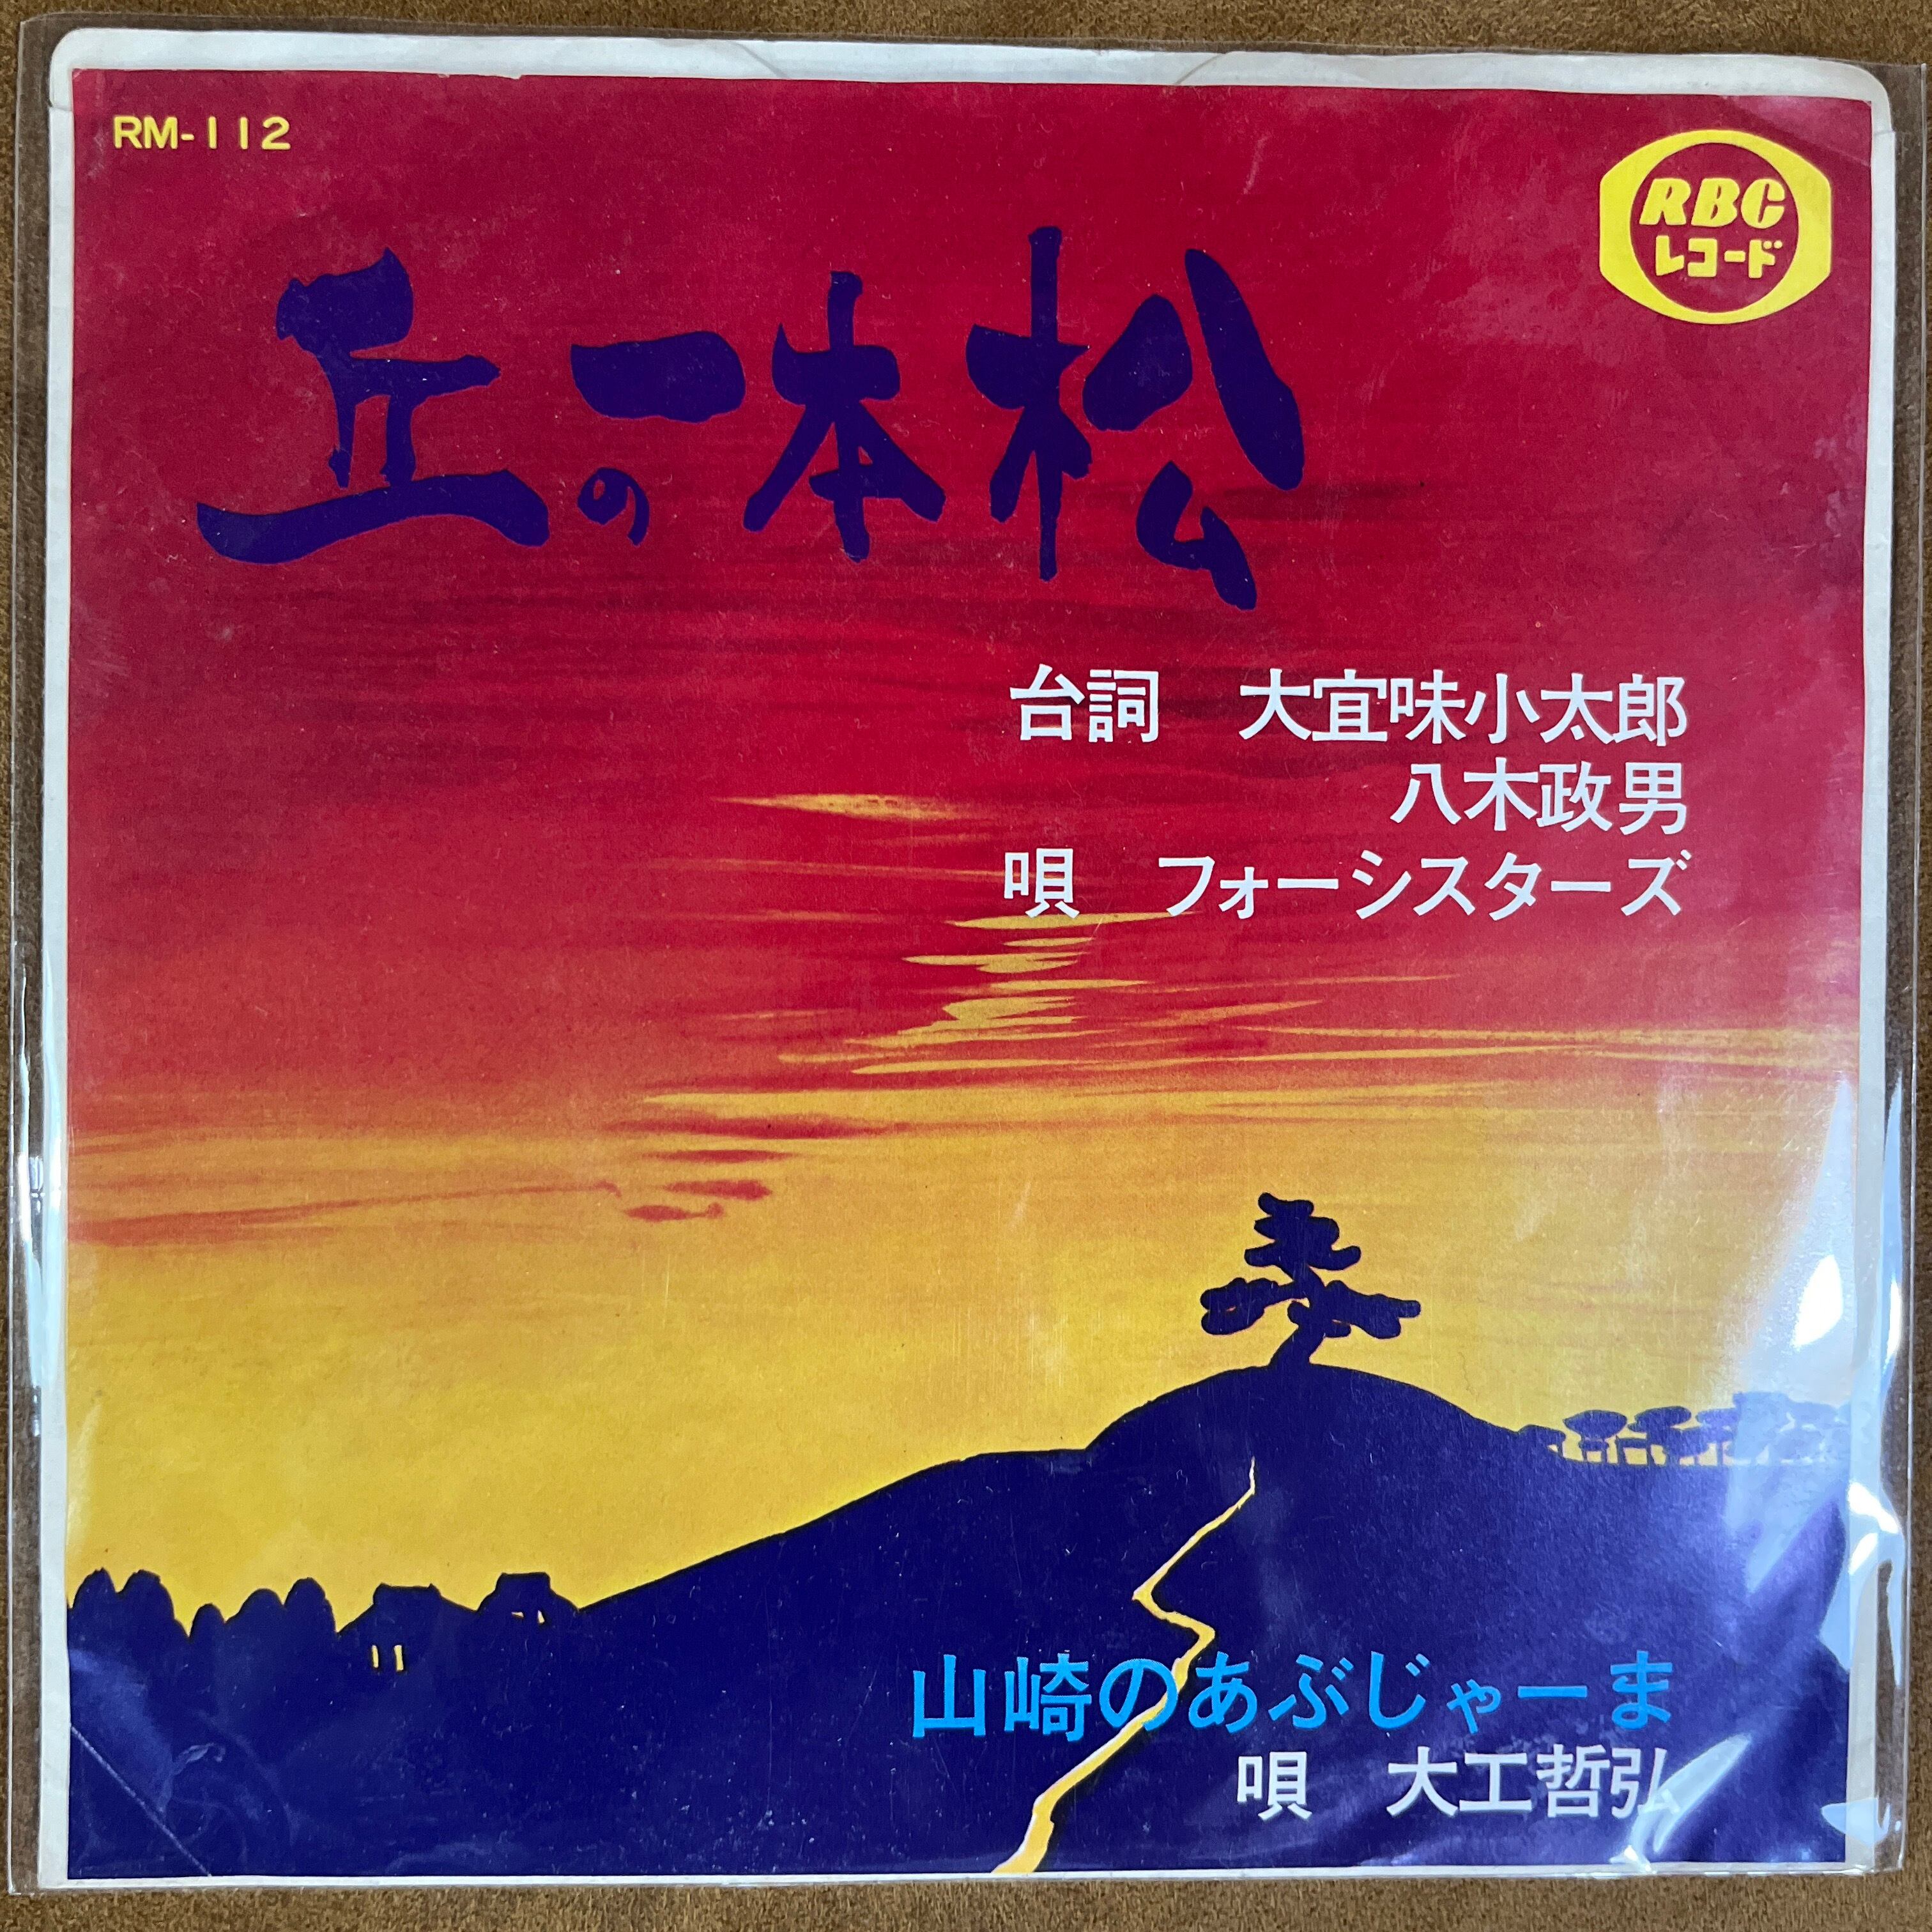 RM-112
RBC
レコード
丘の一本松
台詞　大宜味小太郎
八木政男
唄　フォーシスターズ
山崎のあぶじゃーま
唄　大工哲弘